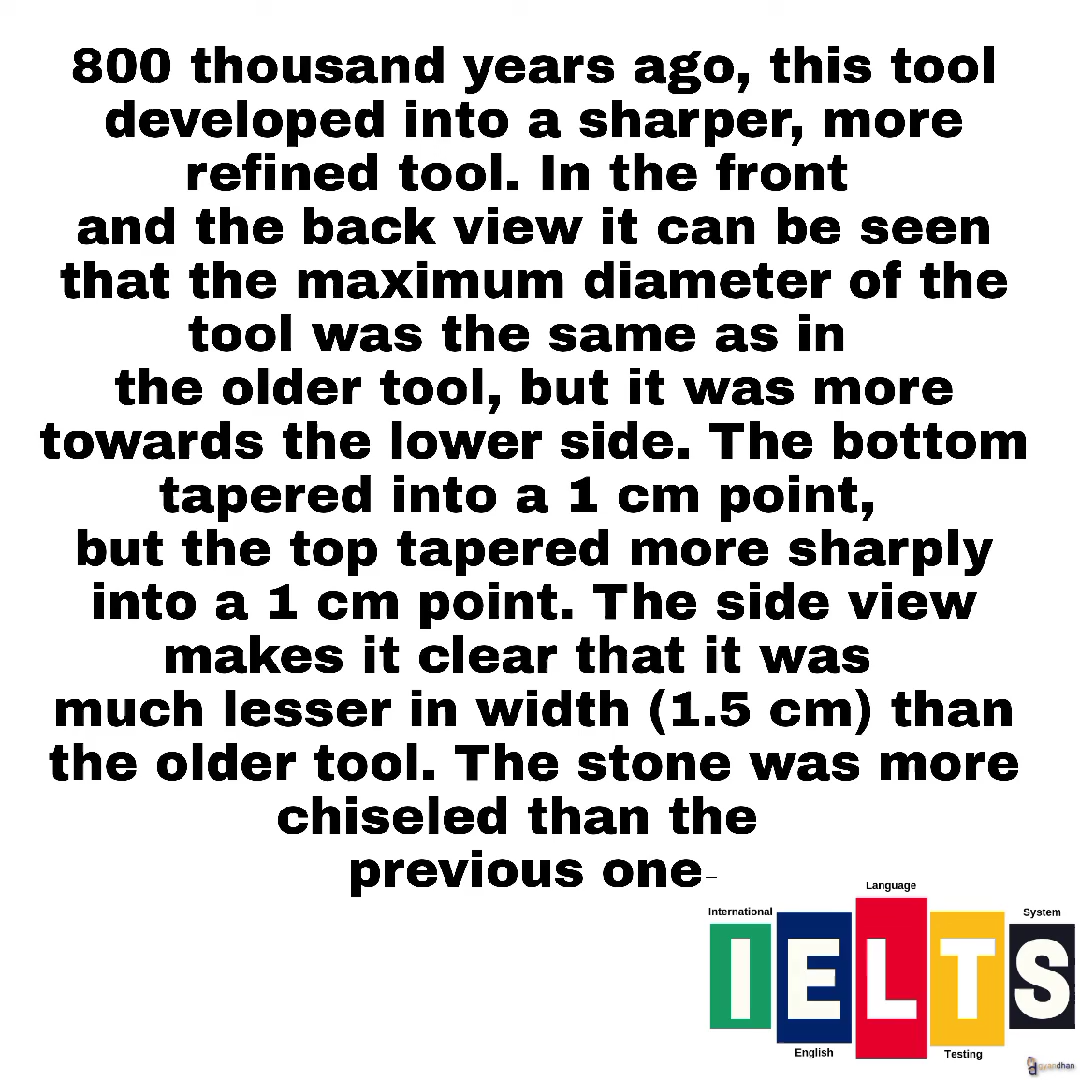 800 thousand years ago, this tool
developed into a sharper, more
refined tool. In the front
and the back view it can be seen
that the maximum diameter of the
tool was the same as in
the older tool, but it was more
towards the lower side. The bottom
tapered into a 1 cm point,
but the top tapered more sharply
into a 1 cm point. The side view
makes it clear that it was
much lesser in width (1.5 cm) than
the older tool. The stone was more
chiseled than the
previous one-
Language
International
System
IELTS
English
Testing
gyandhan